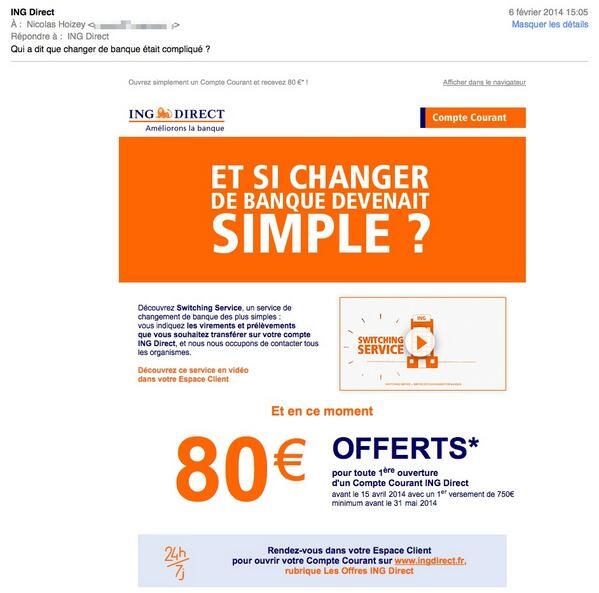 ING Direct
6 février 2014 15:05
À : Nicolas Hoizey <
Masquer les détails
Répondre à : ING Direct
Qui a dit que changer de banque était compliqué ?
Ouvrez simplement un Compte Courant et recevez 80 €* !
Afficher dans le navigateur
ING DIRECT
Améliorons la banque
Compte Courant
ET SI CHANGER
DE BANQUE DEVENAIT
SIMPLE ?
Découvrez Switching Service, un service de
changement de banque des plus simples :
vous indiquez les virements et prélèvements
que vous souhaitez transférer sur votre compte
ING Direct, et nous nous occupons de contacter tous
les organismes.
Découvrez ce service en vidéo
dans votre Espace Client
ING
SWITCHING
SERVICE
Et en ce moment
80€
OFFERTS*
pour toute 1ère ouverture
d'un Compte Courant ING Direct
avant le 15 avril 2014 avec un 1er versement de 750€
minimum avant le 31 mai 2014
24h/7j
Rendez-vous dans votre Espace Client
pour ouvrir votre Compte Courant sur www.ingdirect.fr,
rubrique Les Offres ING Direct